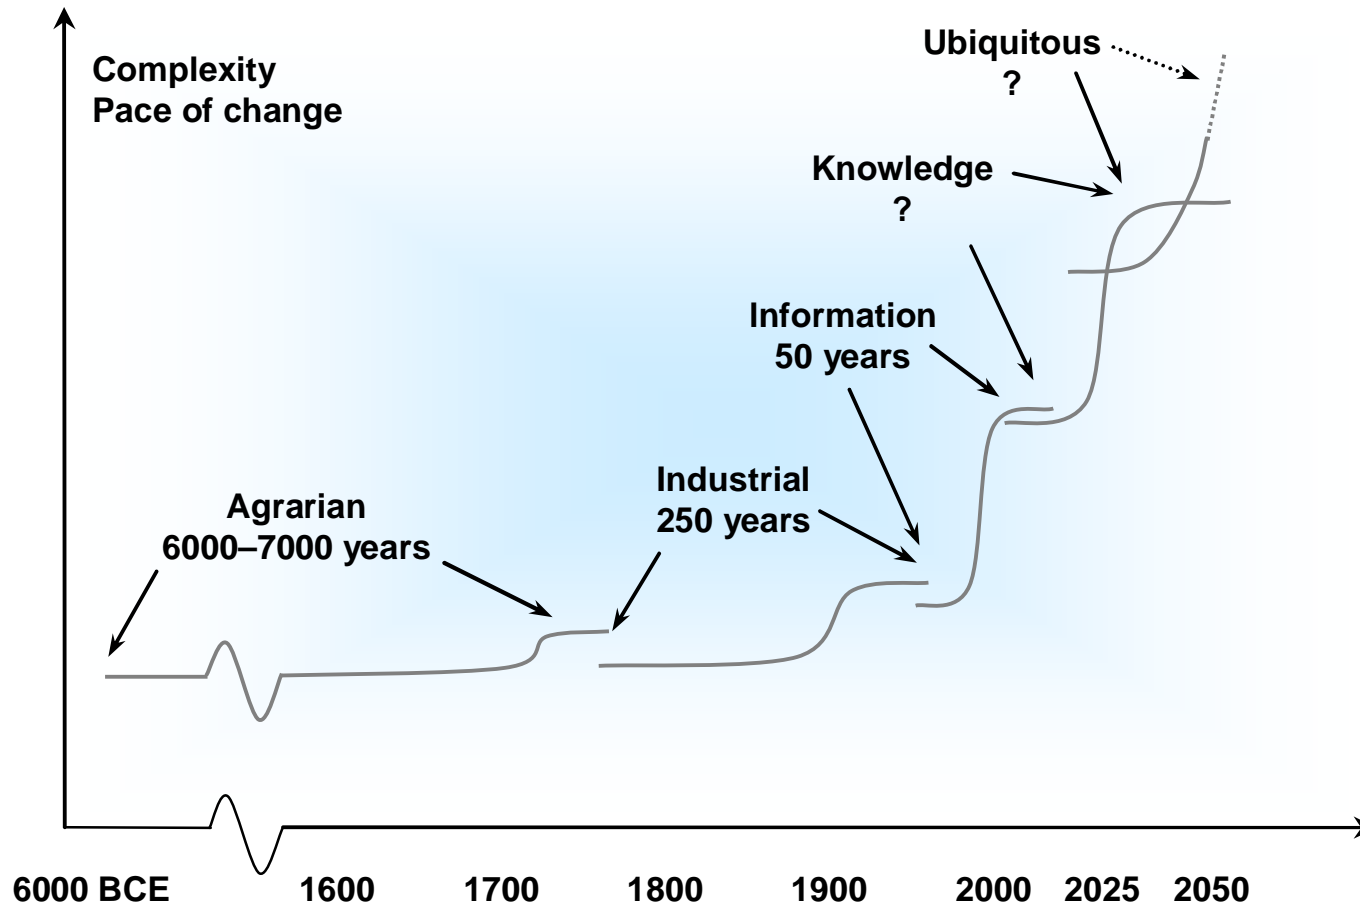 Complexity
Pace of change
Ubiquitous
?
Knowledge
?
Information
50 years
Industrial
250 years
Agrarian
6000–7000 years
6000 BCE 1600 1700 1800 1900 2000 2025 2050